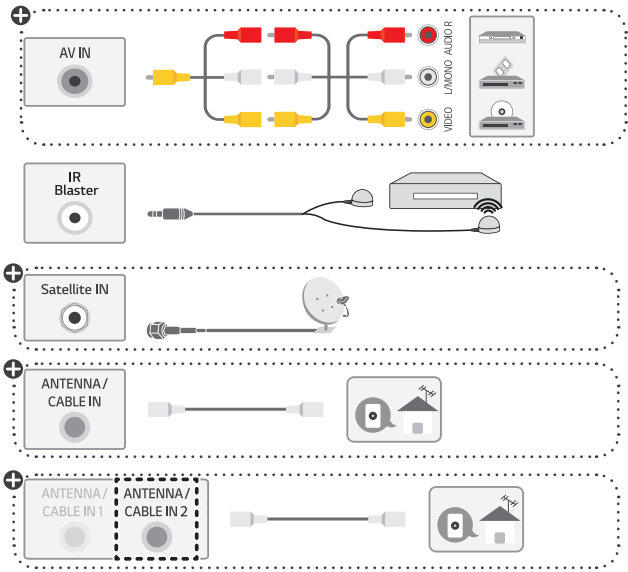 AV IN
AUDIO R
L/MONO
VIDEO
IR
Blaster
Satellite IN
ANTENNA /
CABLE IN
ANTENNA /
CABLE IN 1
ANTENNA /
CABLE IN 2